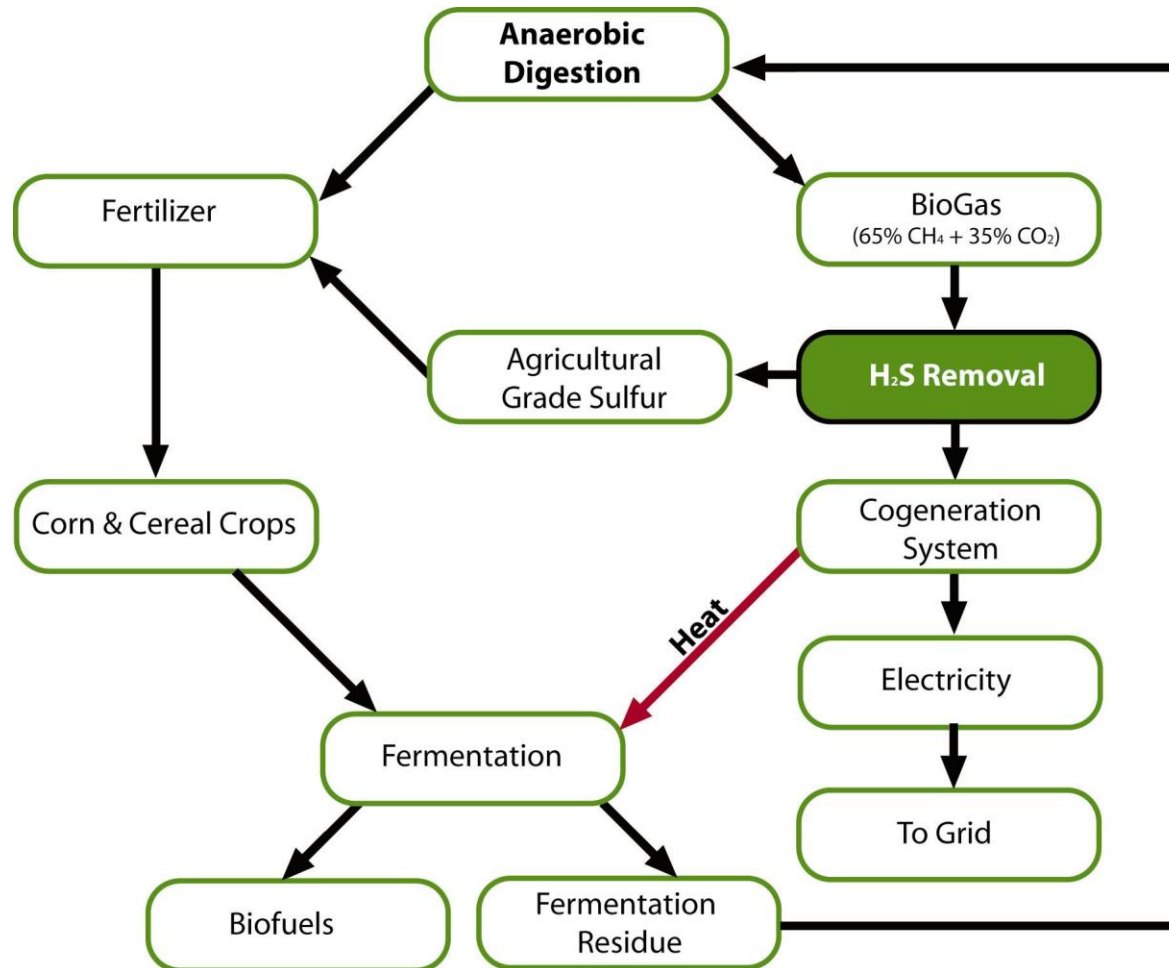 Anaerobic
Digestion
Fertilizer
BioGas
(65% CH₄ + 35% CO₂)
Agricultural
Grade Sulfur
H₂S Removal
Corn & Cereal Crops
Cogeneration
System
Heat
Electricity
Fermentation
To Grid
Biofuels
Fermentation
Residue